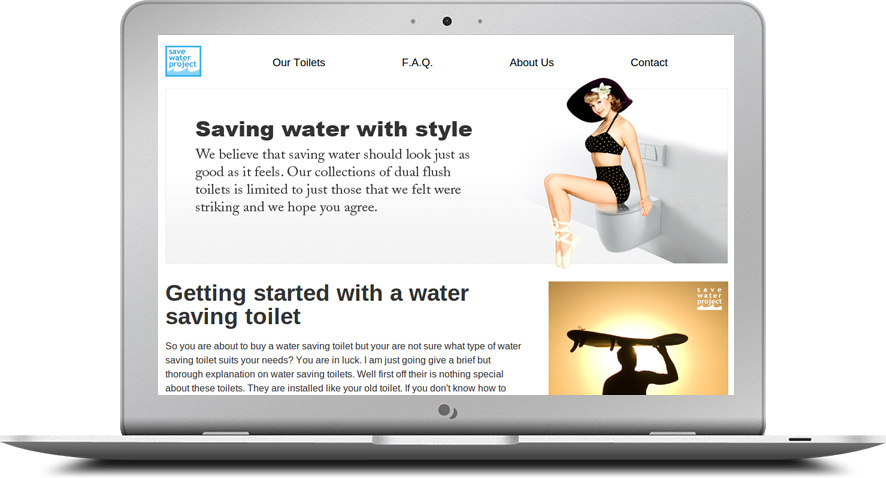 save
water
project
Our Toilets
F.A.Q.
About Us
Contact
Saving water with style
We believe that saving water should look just as
good as it feels. Our collections of dual flush
toilets is limited to just those that we felt were
striking and we hope you agree.
Getting started with a water
saving toilet
So you are about to buy a water saving toilet but your are not sure what type of water
saving toilet suits your needs? You are in luck. I am just going give a brief but
thorough explanation on water saving toilets. Well first off their is nothing special
about these toilets. They are installed like your old toilet. If you don't know how to
save
water
project